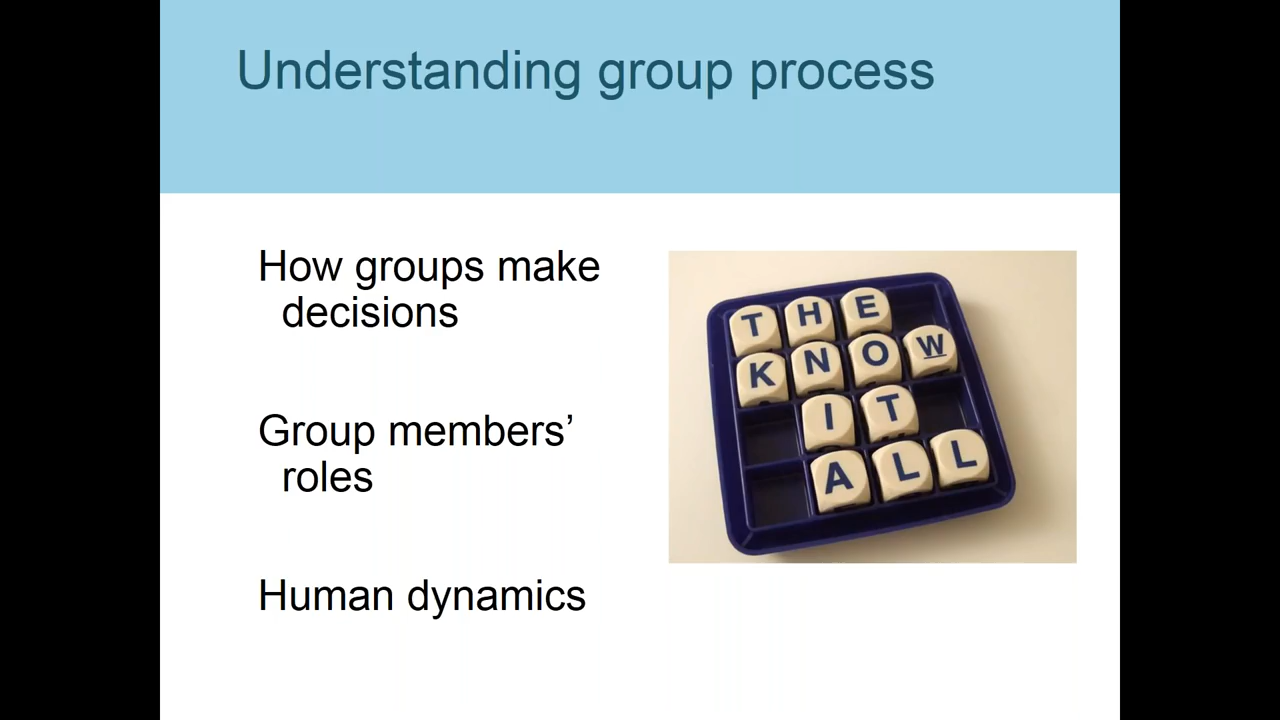 Understanding group process
How groups make
decisions
Group members’
roles
Human dynamics
THE
KNOW
IT
ALL